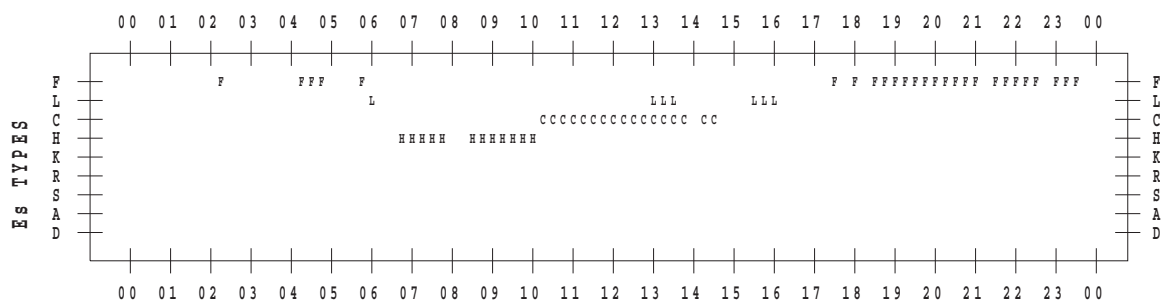 00 01 02 03 04 05 06 07 08 09 10 11 12 13 14 15 16 17 18 19 20 21 22 23 00
F F FFF F F F FFFFFFFFFFF FFFFF FFF F
L L LLL LLL L
C CCCCCCCCCCCCCCC CC C
H HHHHH HHHHHHH H
K K
R R
S S
A A
D D
Es TYPES
00 01 02 03 04 05 06 07 08 09 10 11 12 13 14 15 16 17 18 19 20 21 22 23 00